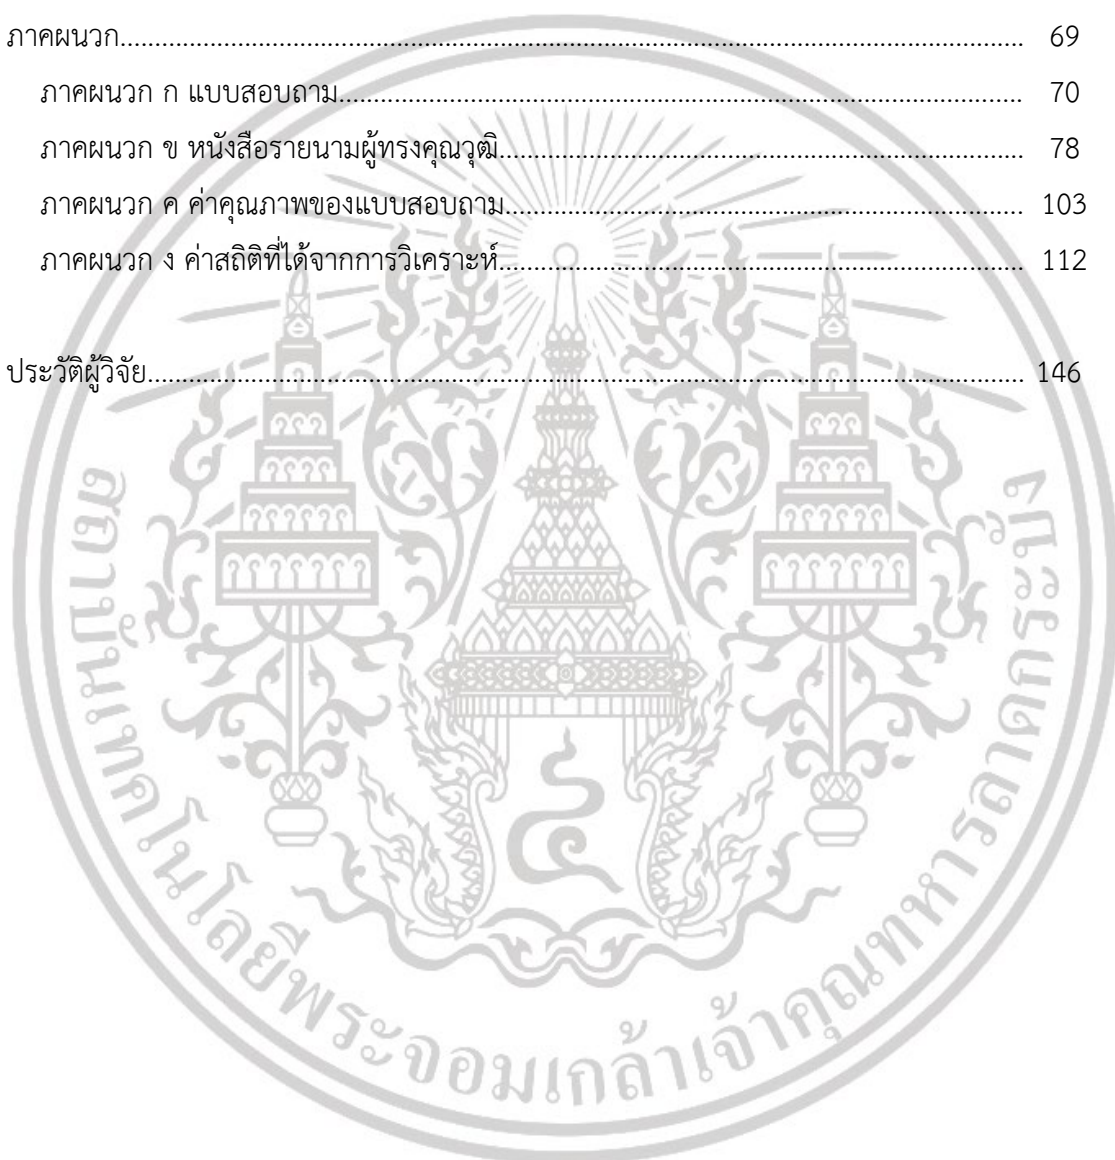 ภาคผนวก.................................................................................................................................. 69
ภาคผนวก ก แบบสอบถาม.................................................................................................. 70
ภาคผนวก ข หนังสือรายนามผู้ทรงคุณวุฒิ........................................................................... 78
ภาคผนวก ค ค่าคุณภาพของแบบสอบถาม.......................................................................... 103
ภาคผนวก ง ค่าสถิติที่ได้จากการวิเคราะห์........................................................................... 112
ประวัติผู้วิจัย.............................................................................................................................. 146
สถาบันเทคโนโลยีพระจอมเกล้าเจ้าคุณทหารลาดกระบัง
๔